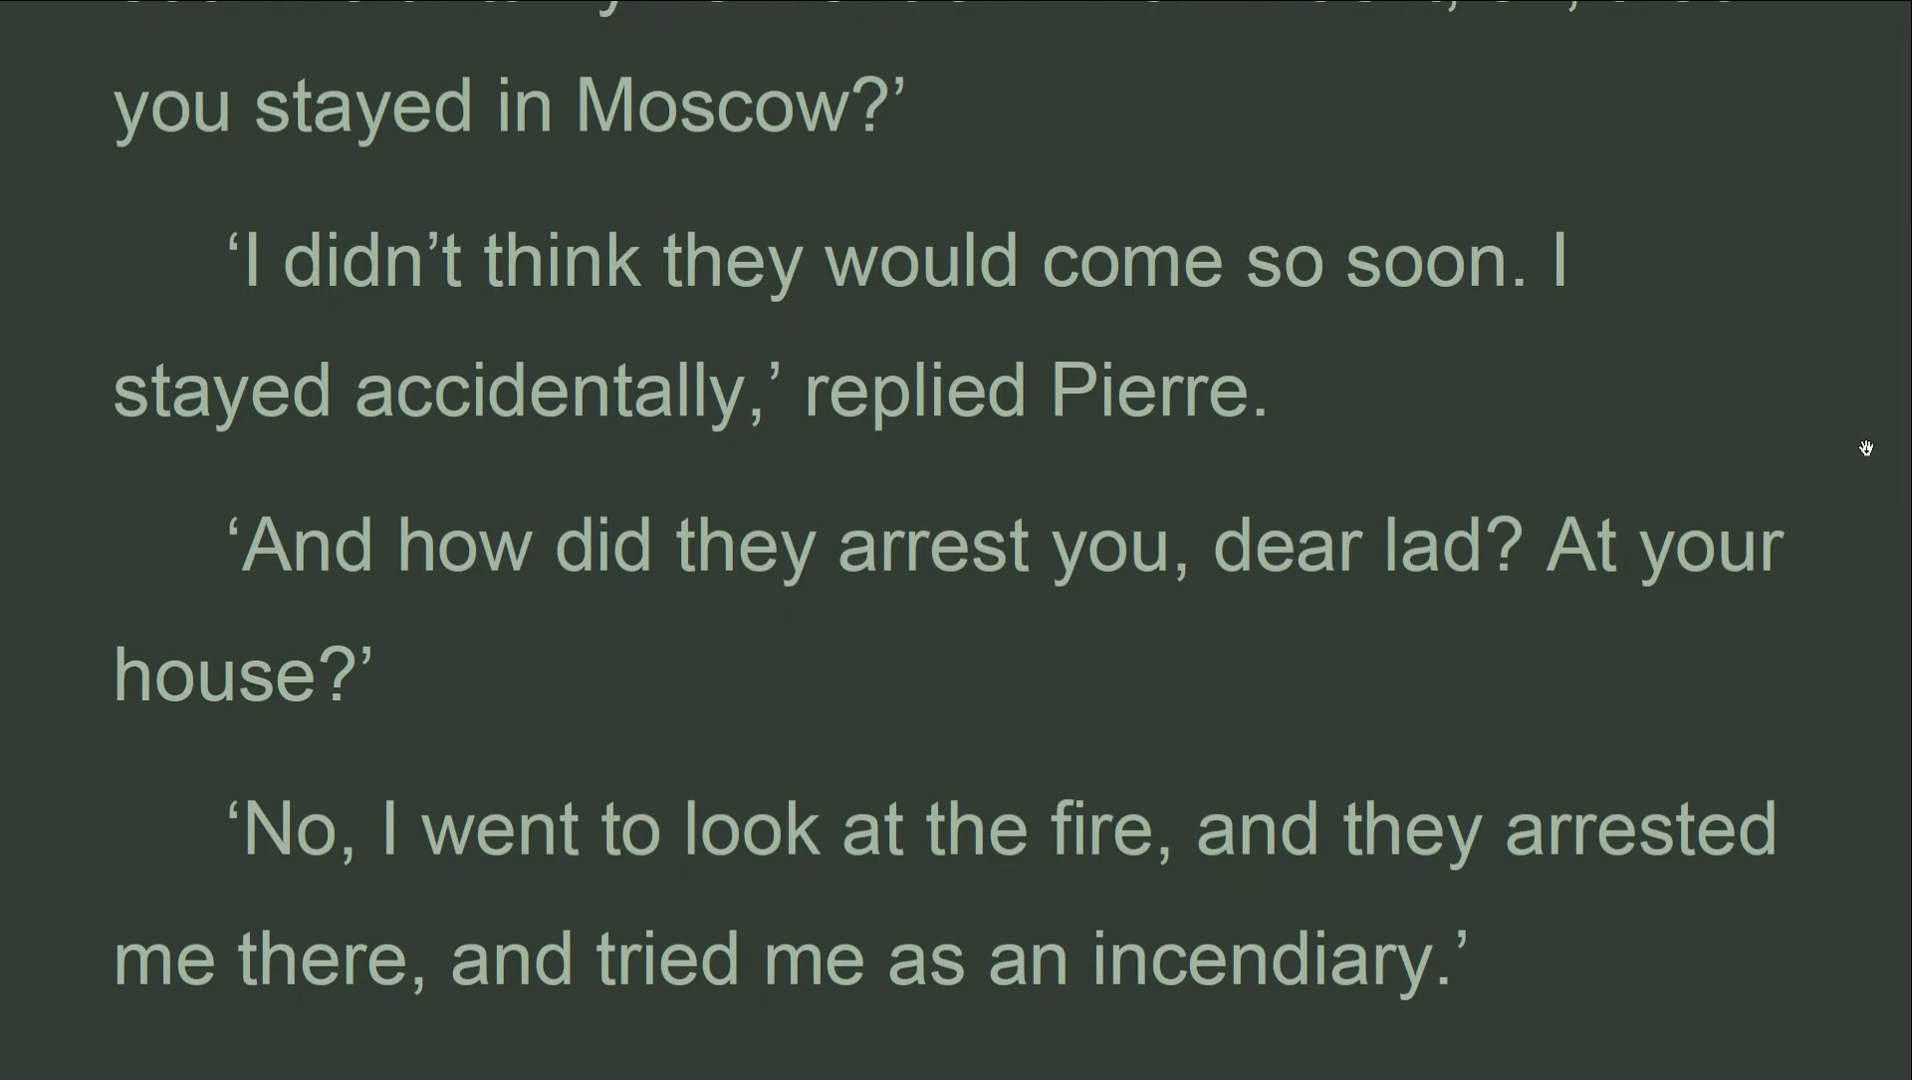 you stayed in Moscow?’
‘I didn’t think they would come so soon. I
stayed accidentally,’ replied Pierre.
‘And how did they arrest you, dear lad? At your
house?’
‘No, I went to look at the fire, and they arrested
me there, and tried me as an incendiary.’